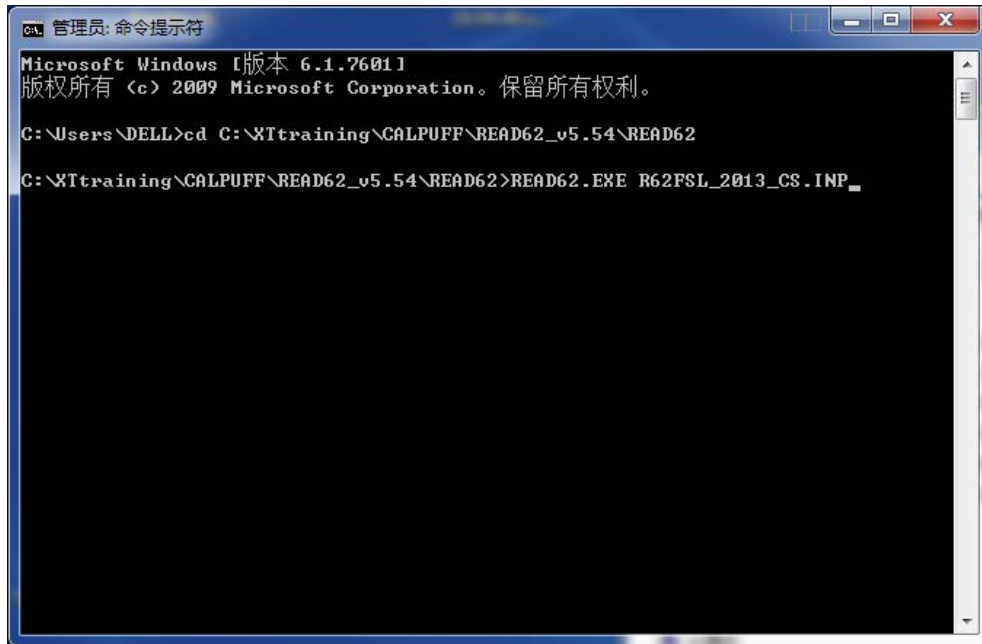 管理员: 命令提示符
Microsoft Windows [版本 6.1.7601]
版权所有 (c) 2009 Microsoft Corporation。保留所有权利。
C:\Users\DELL>cd C:\XTtraining\CALPUFF\READ62_v5.54\READ62
C:\XTtraining\CALPUFF\READ62_v5.54\READ62>READ62.EXE R62FSL_2013_CS.INP